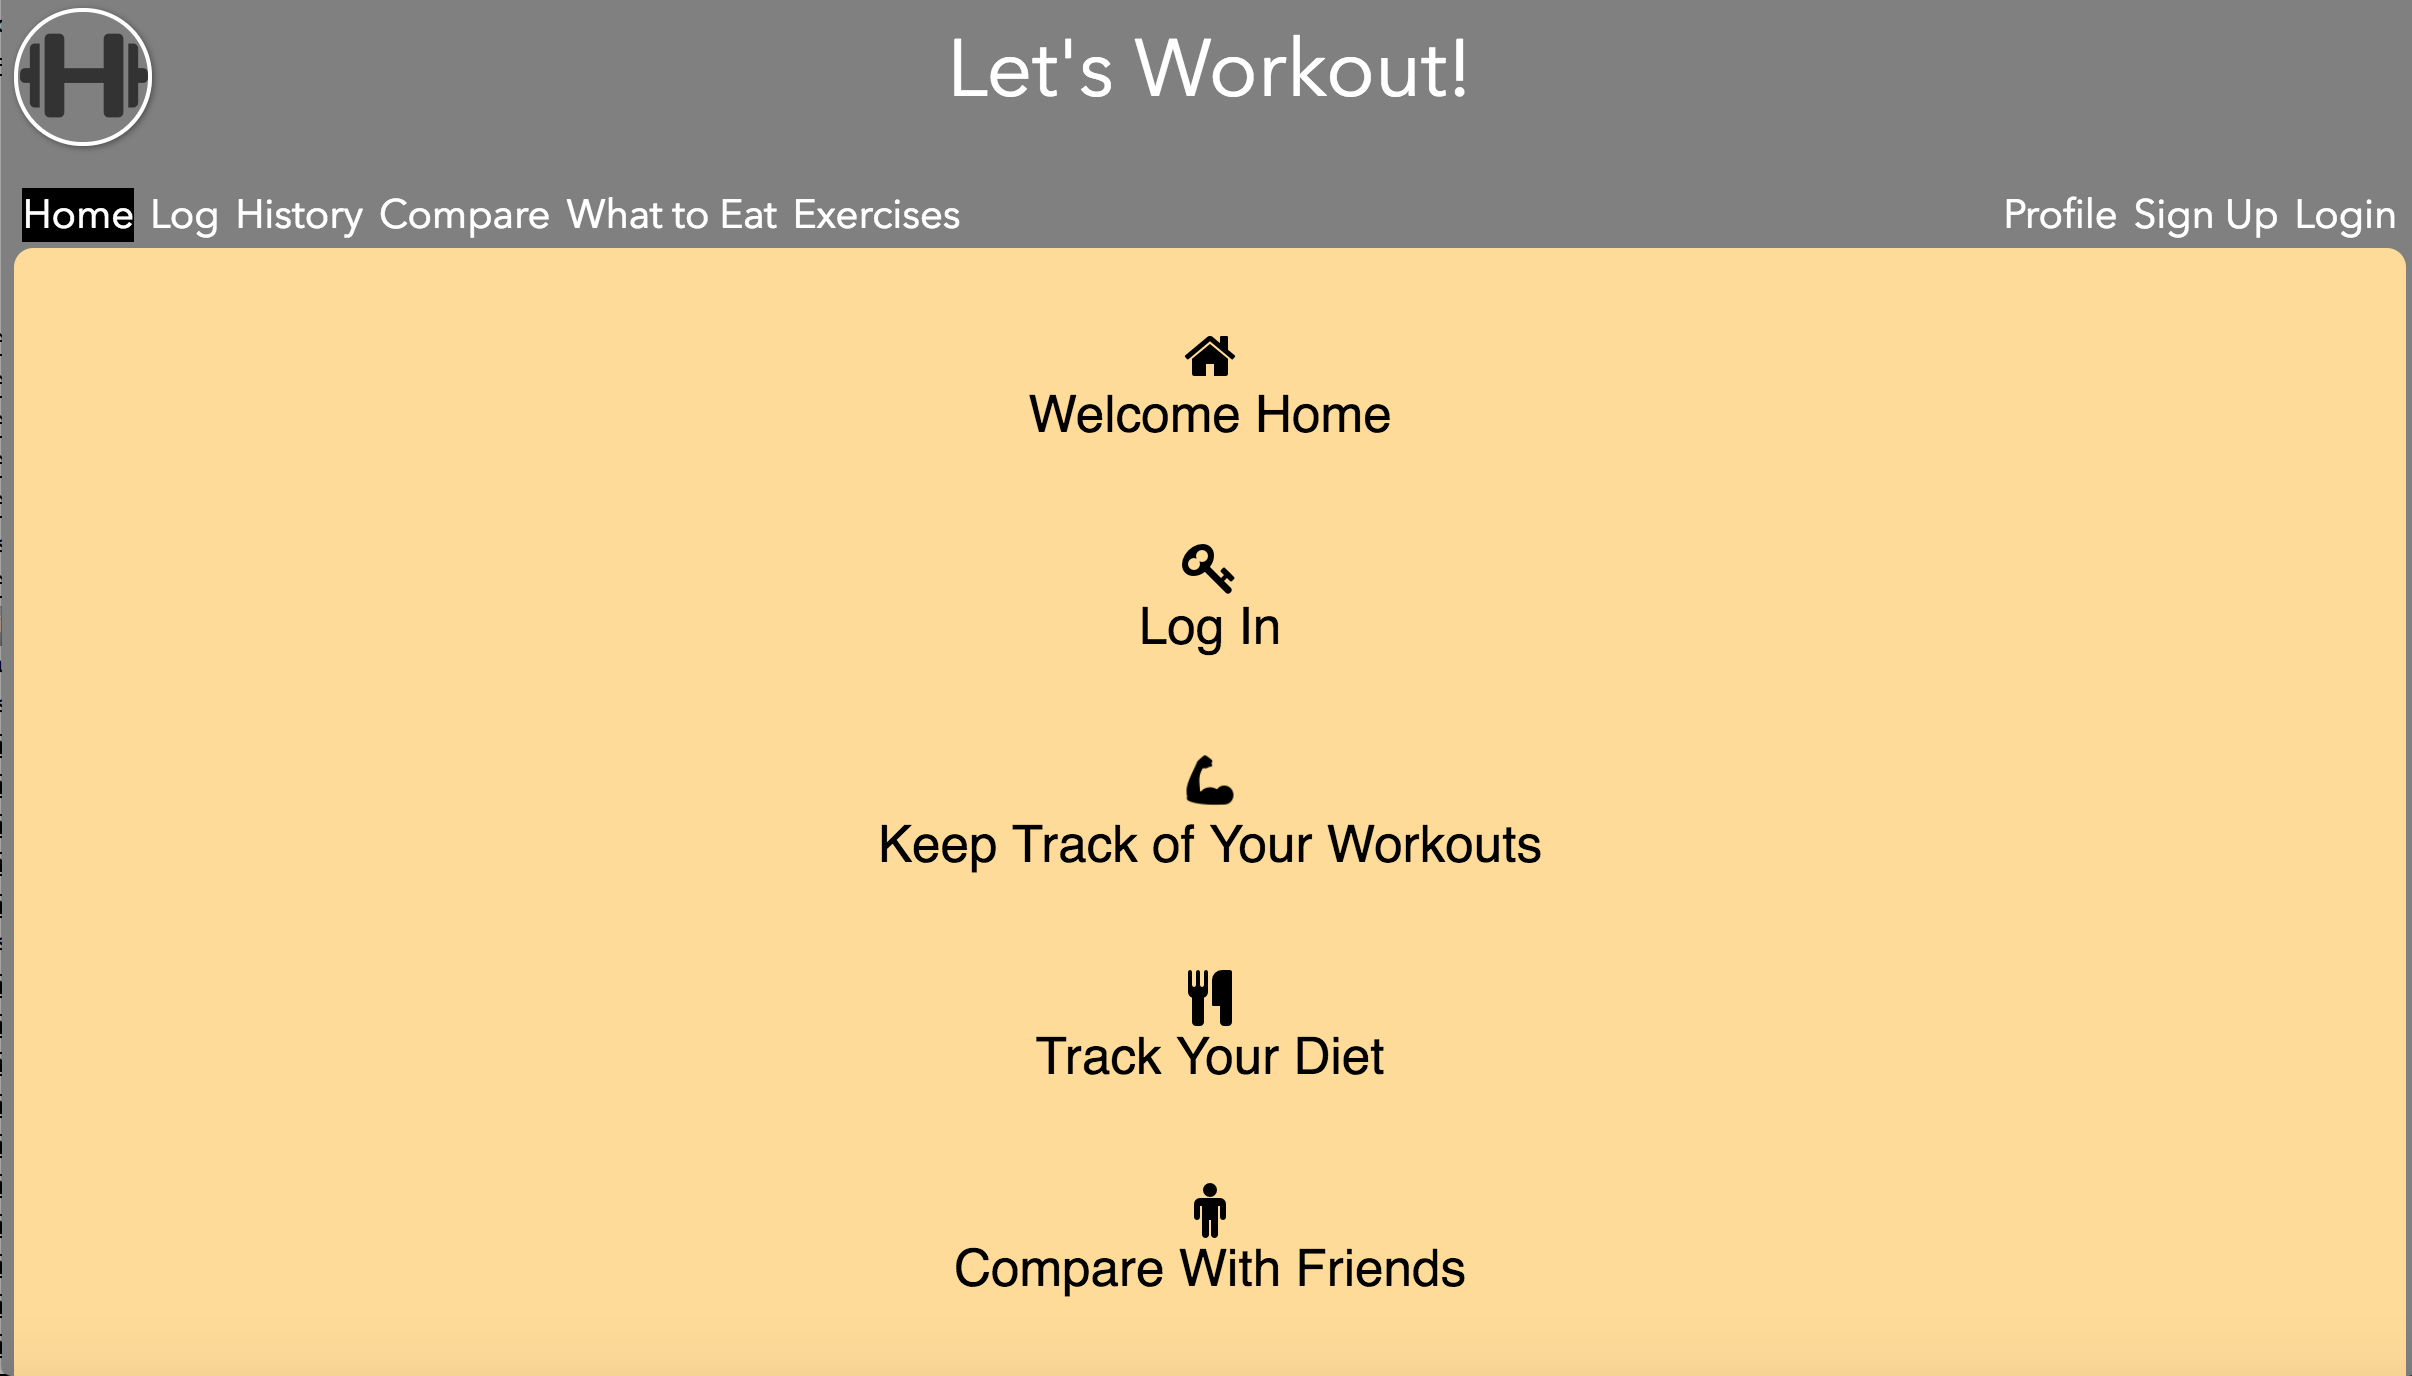 Let's Workout!
Home Log History Compare What to Eat Exercises Profile Sign Up Login
Welcome Home
Log In
Keep Track of Your Workouts
Track Your Diet
Compare With Friends